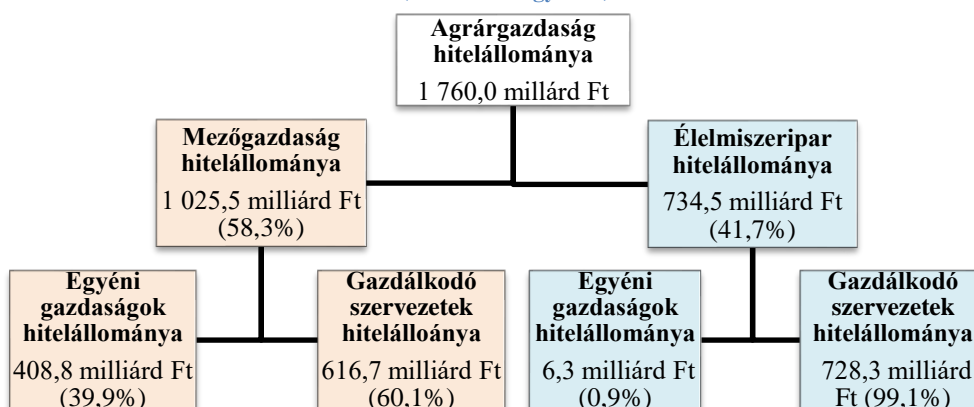 Agrárgazdaság
hitelállománya
1 760,0 millárd Ft
Mezőgazdaság
hitelállománya
1 025,5 milliárd Ft
(58,3%)
Élelmiszeripar
hitelállománya
734,5 milliárd Ft
(41,7%)
Egyéni
gazdaságok
hitelállománya
408,8 milliárd Ft
(39,9%)
Gazdálkodó
szervezetek
hitelálloánya
616,7 milliárd Ft
(60,1%)
Egyéni
gazdaságok
hitelállománya
6,3 milliárd Ft
(0,9%)
Gazdálkodó
szervezetek
hitelállománya
728,3 milliárd
Ft (99,1%)